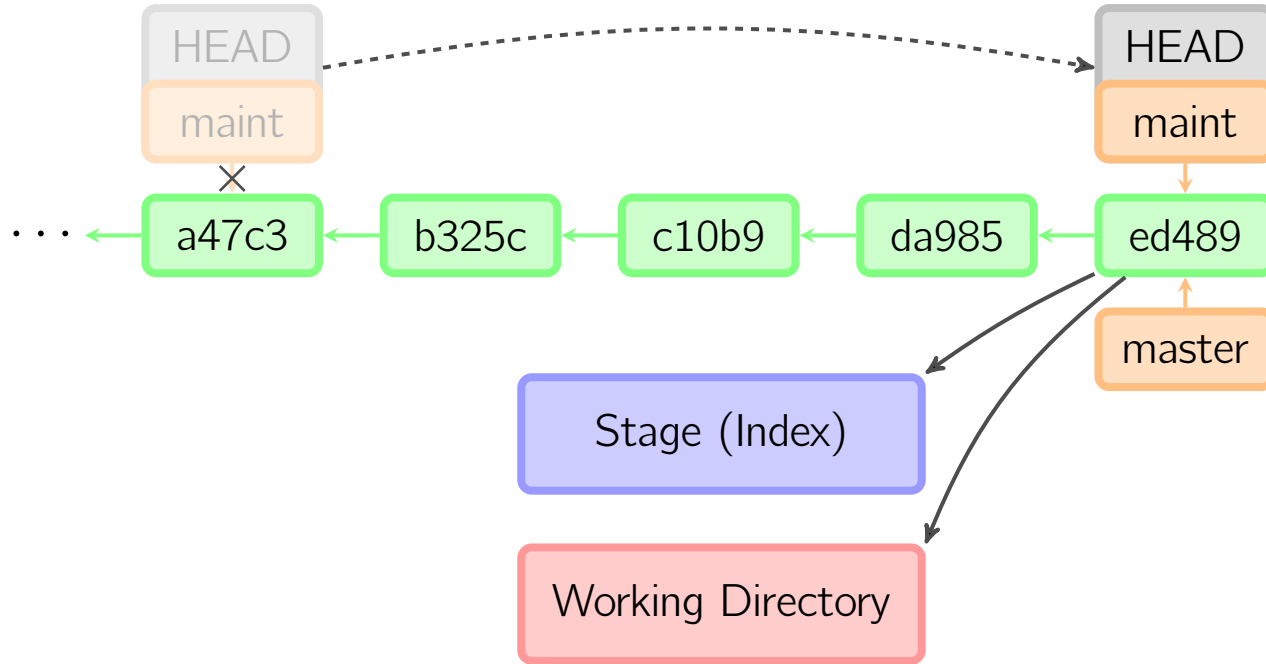 HEAD
HEAD
maint
maint
... a47c3 b325c c10b9 da985 ed489
master
Stage (Index)
Working Directory